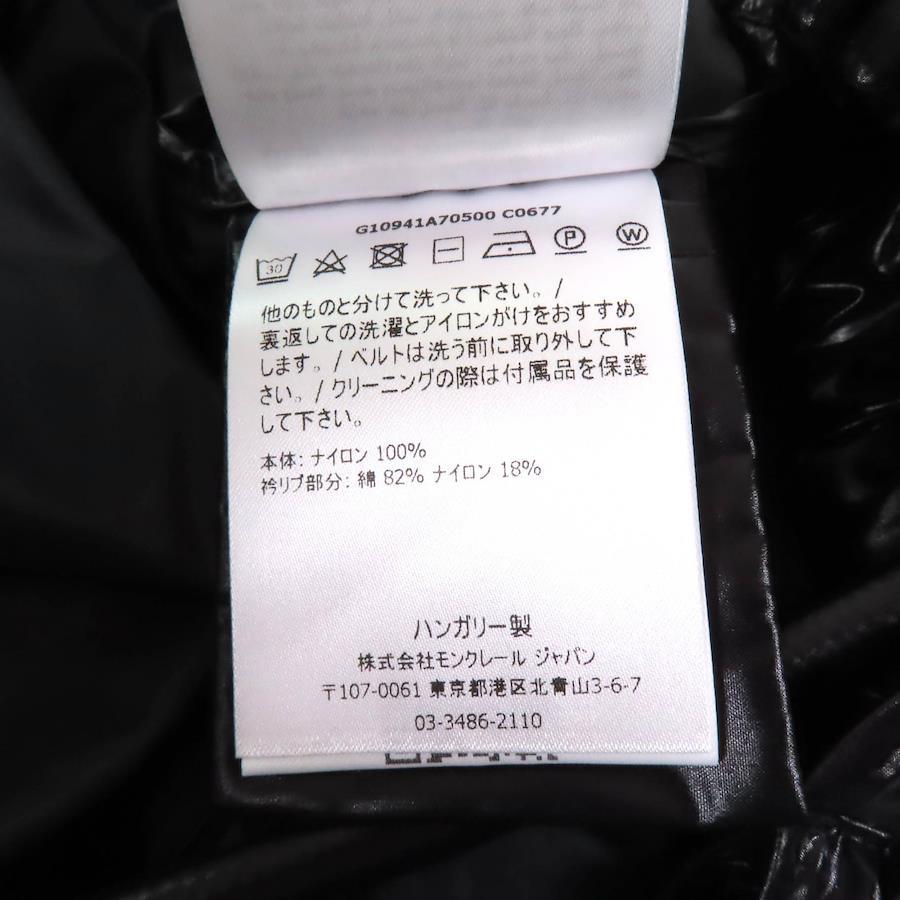 G10941A70500 C0677
30 P W
他のものと分けて洗って下さい。/
裏返しての洗濯とアイロンがけをおすすめ
します。/ ベルトは洗う前に取り外して下
さい。/ クリーニングの際は付属品を保護
して下さい。
本体: ナイロン 100%
衿リブ部分: 綿 82% ナイロン 18%
ハンガリー製
株式会社モンクレール ジャパン
〒107-0061 東京都港区北青山3-6-7
03-3486-2110